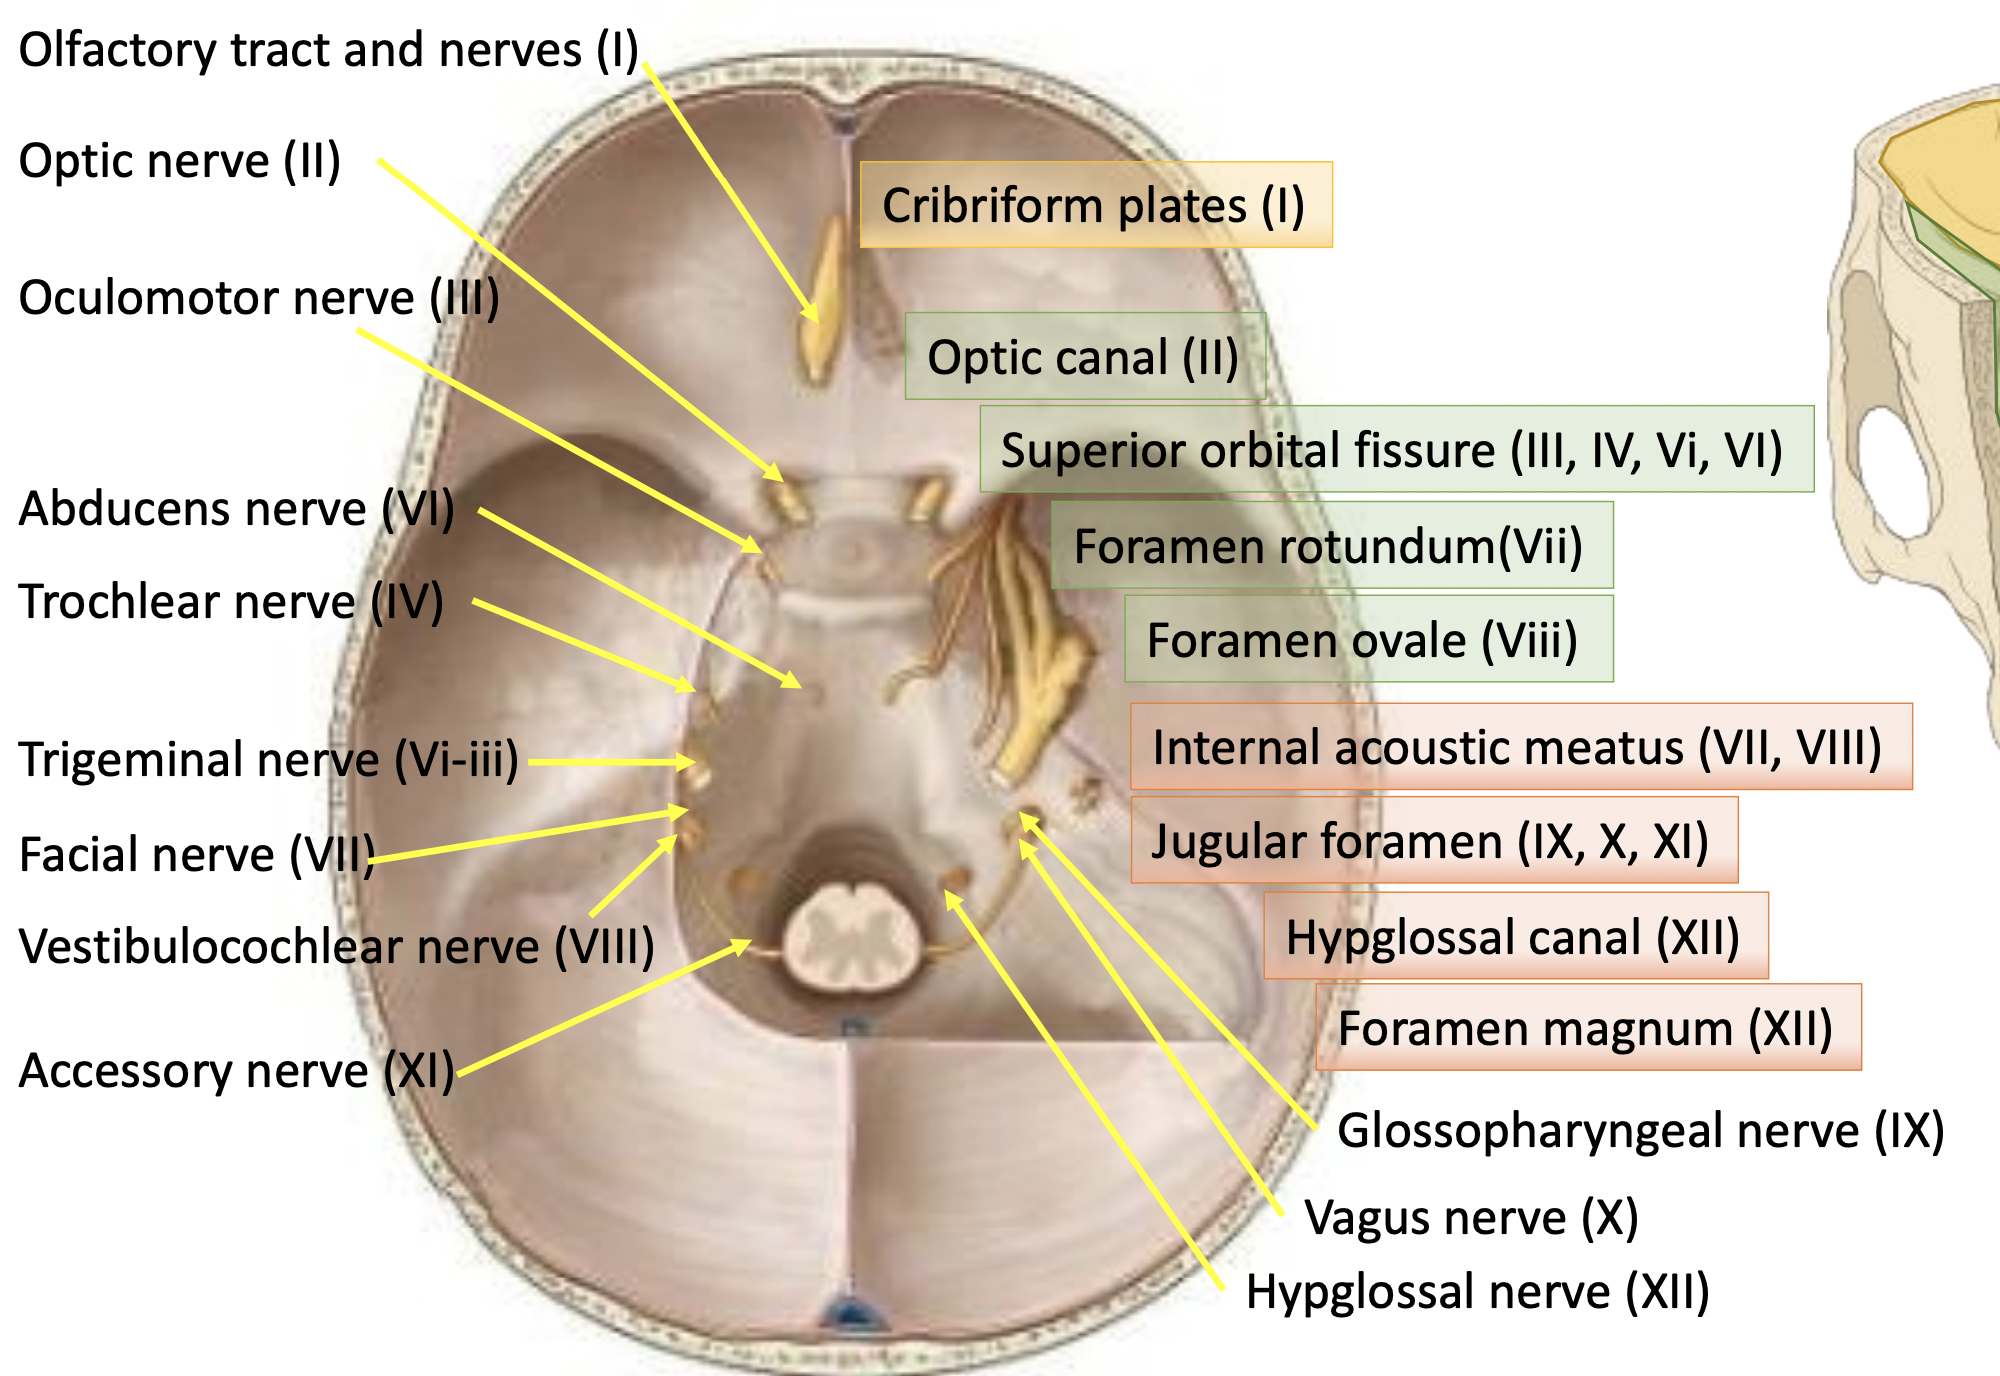 Olfactory tract and nerves (I)
Optic nerve (II)
Oculomotor nerve (III)
Abducens nerve (VI)
Trochlear nerve (IV)
Trigeminal nerve (Vi-iii)
Facial nerve (VII)
Vestibulocochlear nerve (VIII)
Accessory nerve (XI)
Cribriform plates (I)
Optic canal (II)
Superior orbital fissure (III, IV, Vi, VI)
Foramen rotundum(Vii)
Foramen ovale (Viii)
Internal acoustic meatus (VII, VIII)
Jugular foramen (IX, X, XI)
Hypglossal canal (XII)
Foramen magnum (XII)
Glossopharyngeal nerve (IX)
Vagus nerve (X)
Hypglossal nerve (XII)